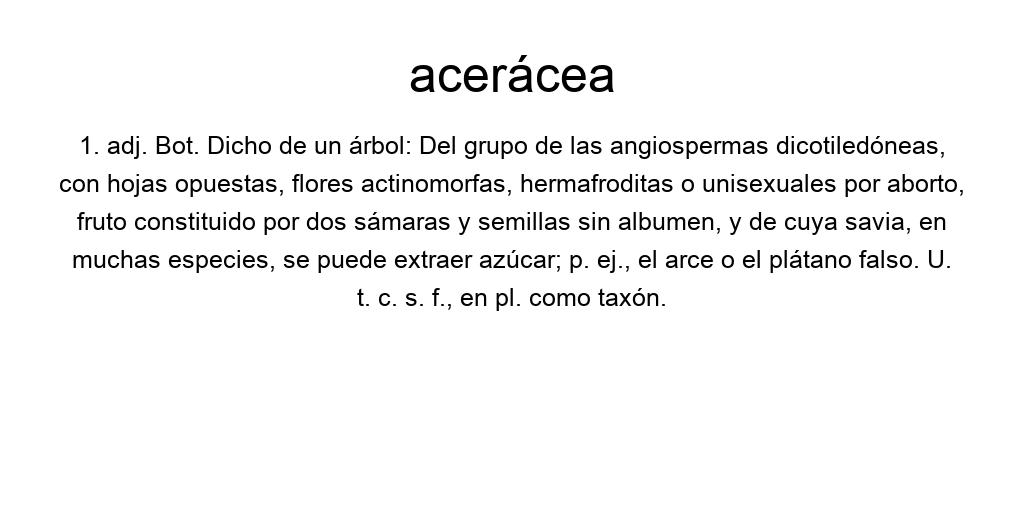 acerácea
1. adj. Bot. Dicho de un árbol: Del grupo de las angiospermas dicotiledóneas,
con hojas opuestas, flores actinomorfas, hermafroditas o unisexuales por aborto,
fruto constituido por dos sámaras y semillas sin albumen, y de cuya savia, en
muchas especies, se puede extraer azúcar; p. ej., el arce o el plátano falso. U.
t. c. s. f., en pl. como taxón.